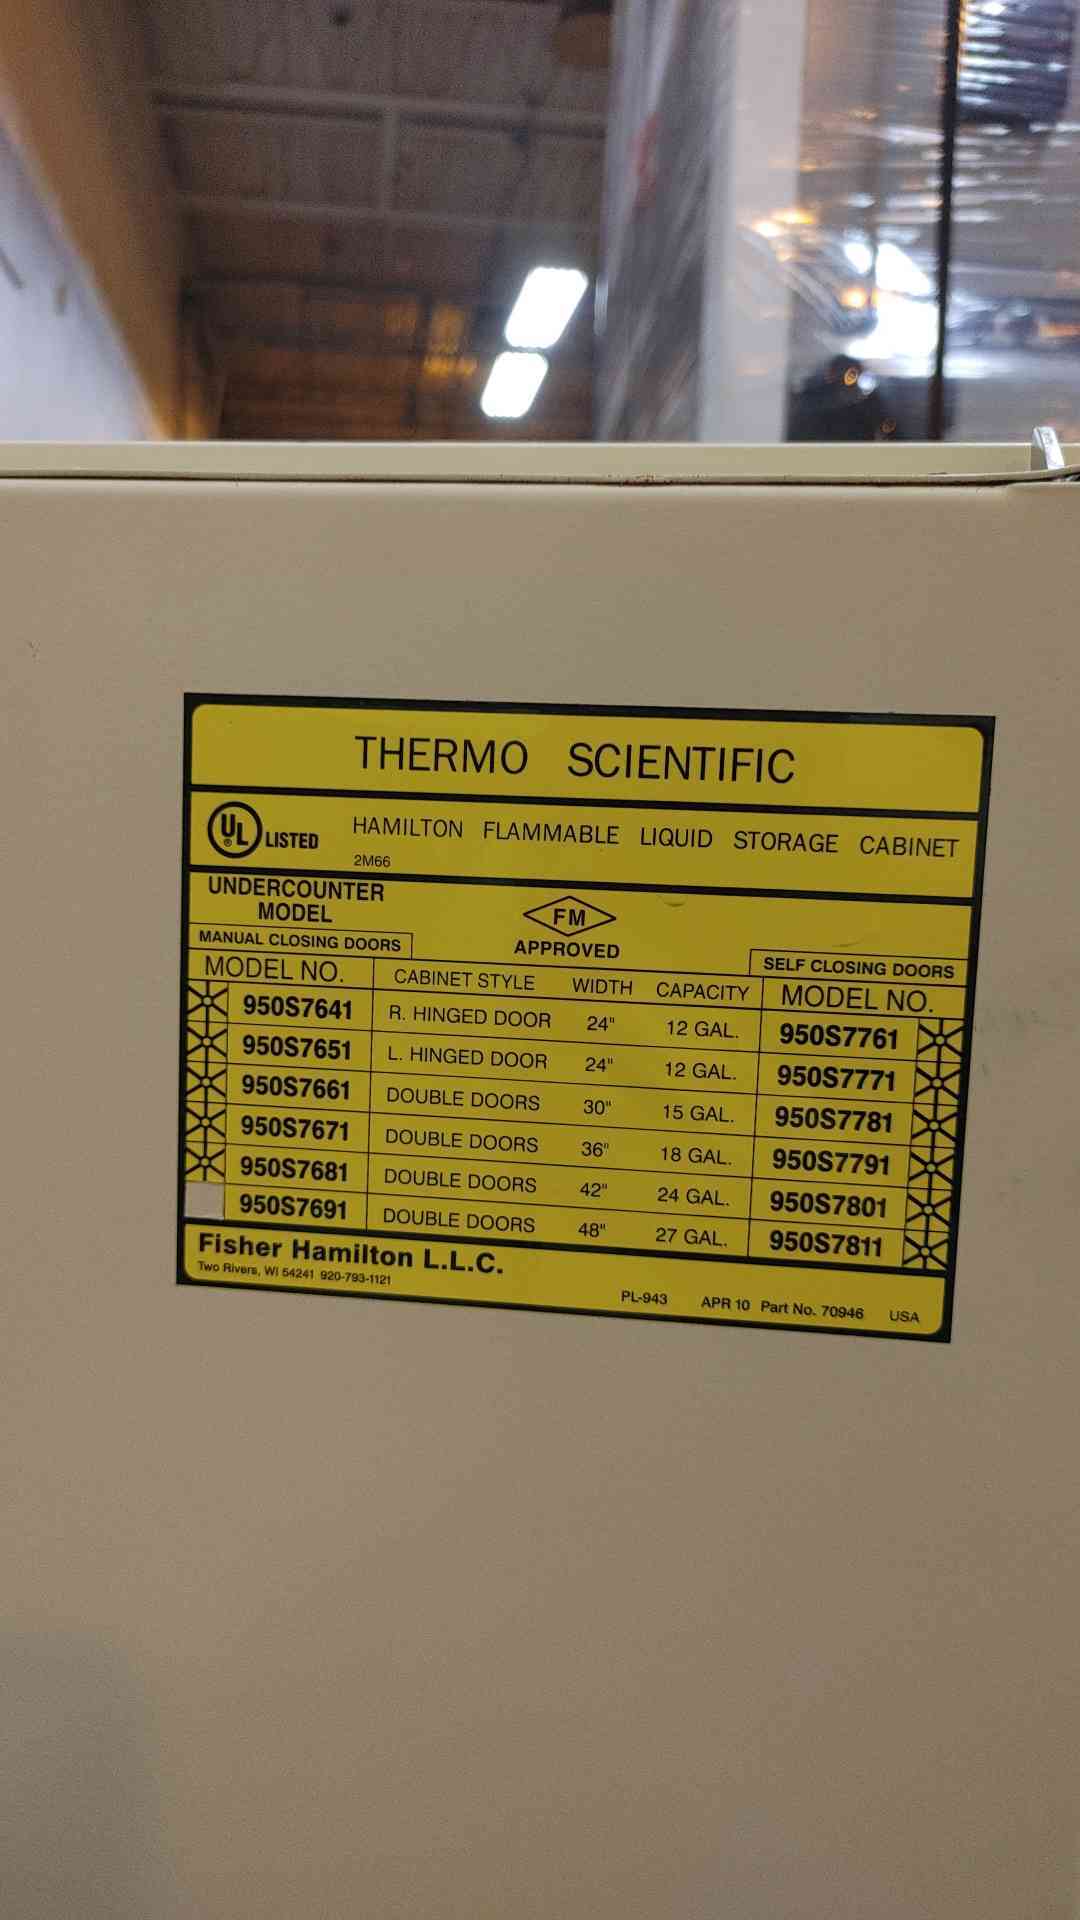 THERMO SCIENTIFIC
UL LISTED HAMILTON FLAMMABLE LIQUID STORAGE CABINET
2M66
UNDERCOUNTER
MODEL
FM
APPROVED
MANUAL CLOSING DOORS SELF CLOSING DOORS
MODEL NO. CABINET STYLE WIDTH CAPACITY MODEL NO.
950S7641 R. HINGED DOOR 24" 12 GAL. 950S7761
950S7651 L. HINGED DOOR 24" 12 GAL. 950S7771
950S7661 DOUBLE DOORS 30" 15 GAL. 950S7781
950S7671 DOUBLE DOORS 36" 18 GAL. 950S7791
950S7681 DOUBLE DOORS 42" 24 GAL. 950S7801
950S7691 DOUBLE DOORS 48" 27 GAL. 950S7811
Fisher Hamilton L.L.C.
Two Rivers, WI 54241 920-793-1121
PL-943 APR 10 Part No. 70946 USA